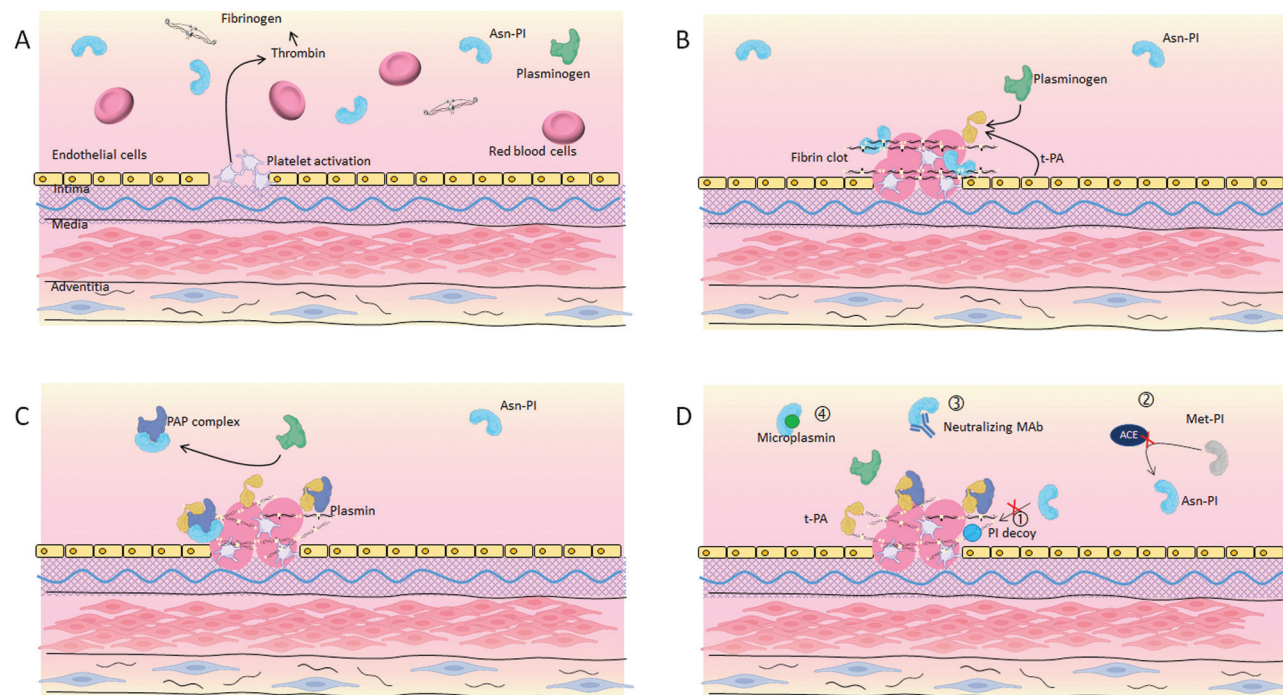 A
Fibrinogen
Thrombin
Asn-PI
Plasminogen
Endothelial cells
Platelet activation
Red blood cells
Intima
Media
Adventitia
B
Asn-PI
Plasminogen
Fibrin clot
t-PA
C
PAP complex
Asn-PI
Plasmin
D
④
Microplasmin
③
Neutralizing MAb
②
ACE
Met-PI
Asn-PI
t-PA
①
PI decoy